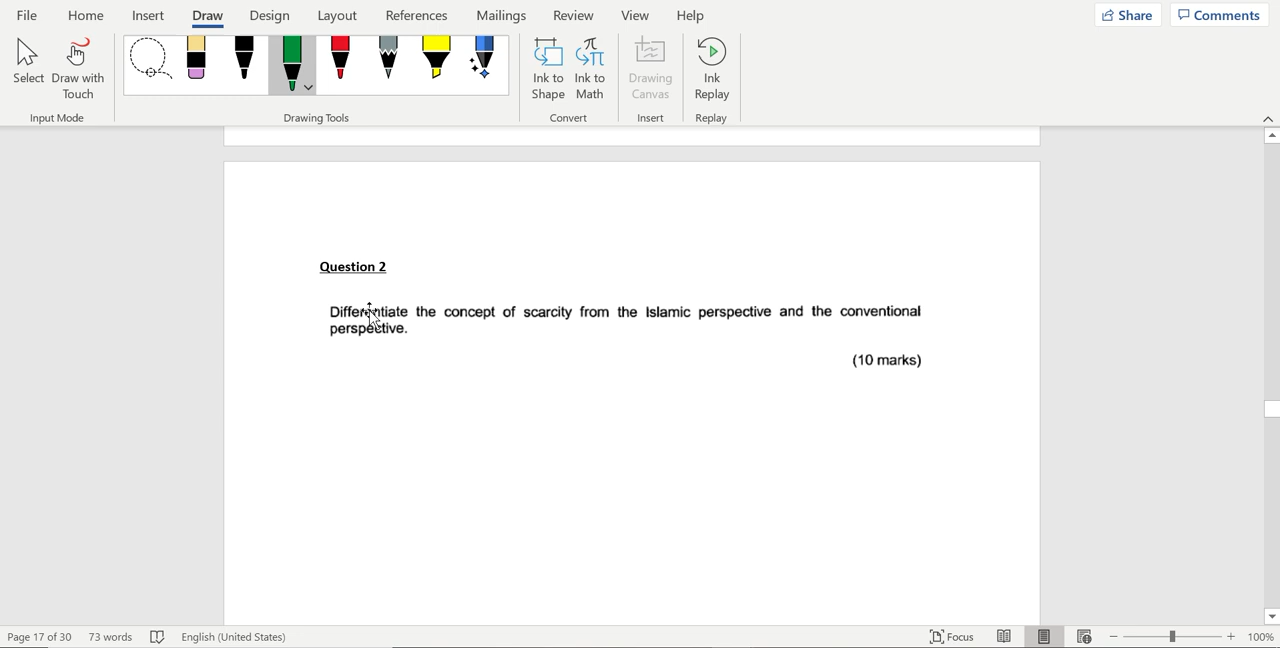 File Home Insert Draw Design Layout References Mailings Review View Help Share Comments
Select Draw with Touch Ink to Shape Ink to Math Drawing Canvas Ink Replay
Input Mode Drawing Tools Convert Insert Replay
Question 2
Differentiate the concept of scarcity from the Islamic perspective and the conventional
perspective.
(10 marks)
Page 17 of 30 73 words English (United States) Focus 100%